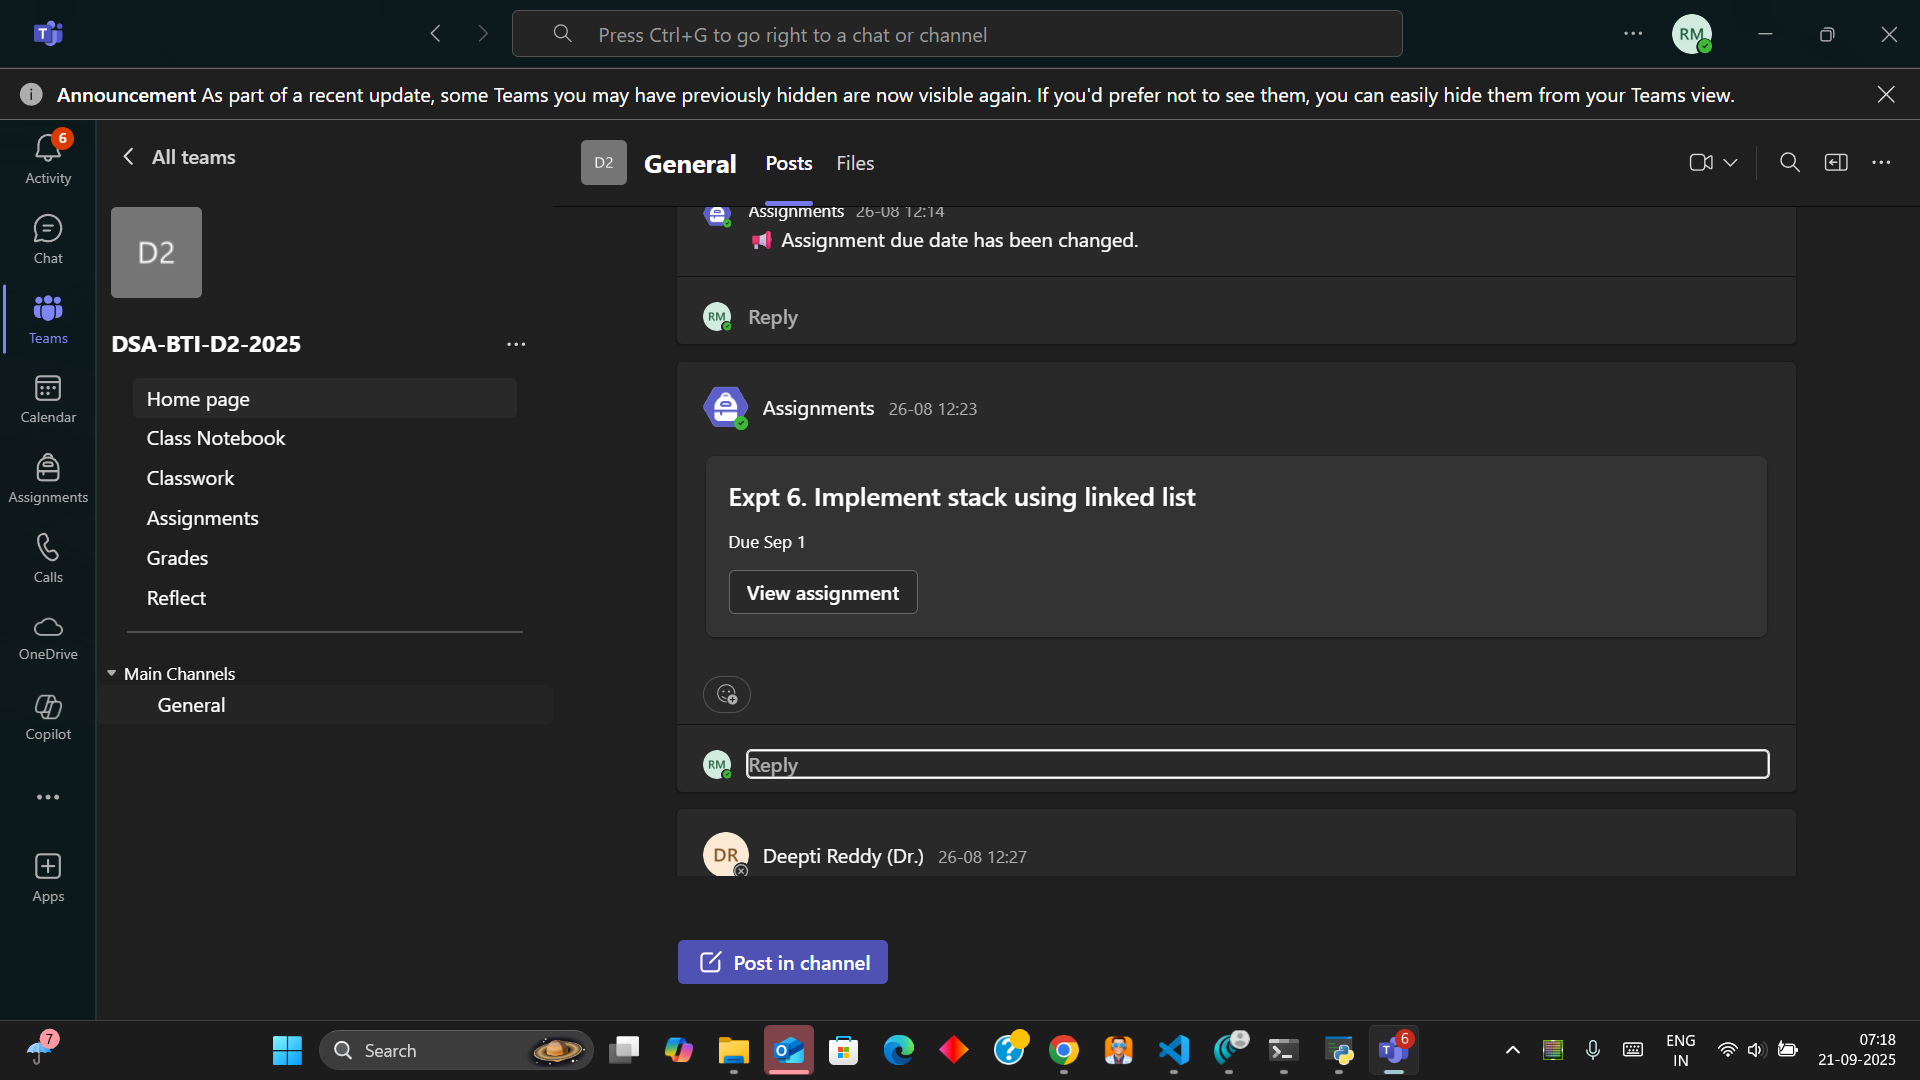 Press Ctrl+G to go right to a chat or channel
RM
Announcement As part of a recent update, some Teams you may have previously hidden are now visible again. If you'd prefer not to see them, you can easily hide them from your Teams view.
6
Activity
Chat
Teams
Calendar
Assignments
Calls
OneDrive
Copilot
Apps
All teams
D2
DSA-BTI-D2-2025
Home page
Class Notebook
Classwork
Assignments
Grades
Reflect
Main Channels
General
D2
General
Posts
Files
Assignments 26-08 12:14
Assignment due date has been changed.
RM
Reply
Assignments 26-08 12:23
Expt 6. Implement stack using linked list
Due Sep 1
View assignment
RM
Reply
DR
Deepti Reddy (Dr.) 26-08 12:27
Post in channel
7
Search
6
ENG
IN
07:18
21-09-2025